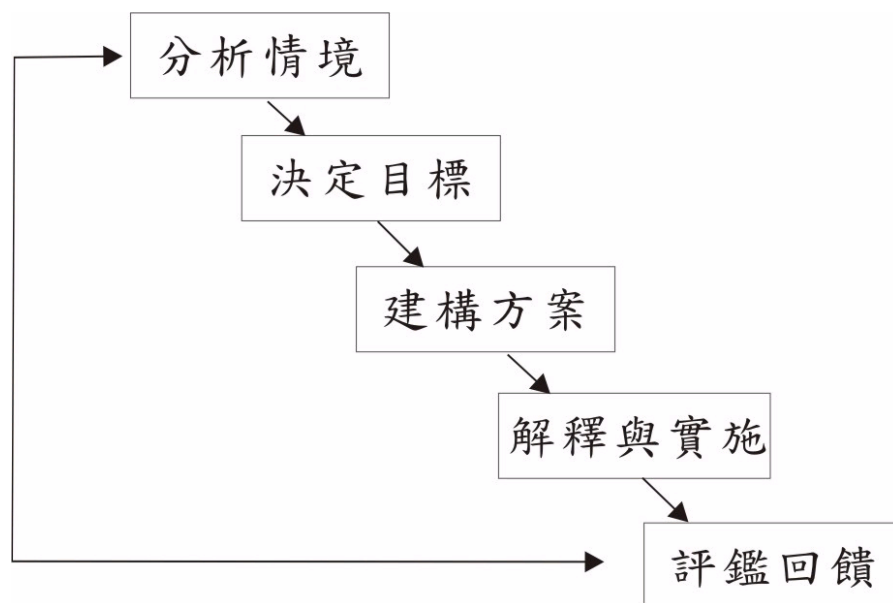 分析情境
決定目標
建構方案
解釋與實施
評鑑回饋